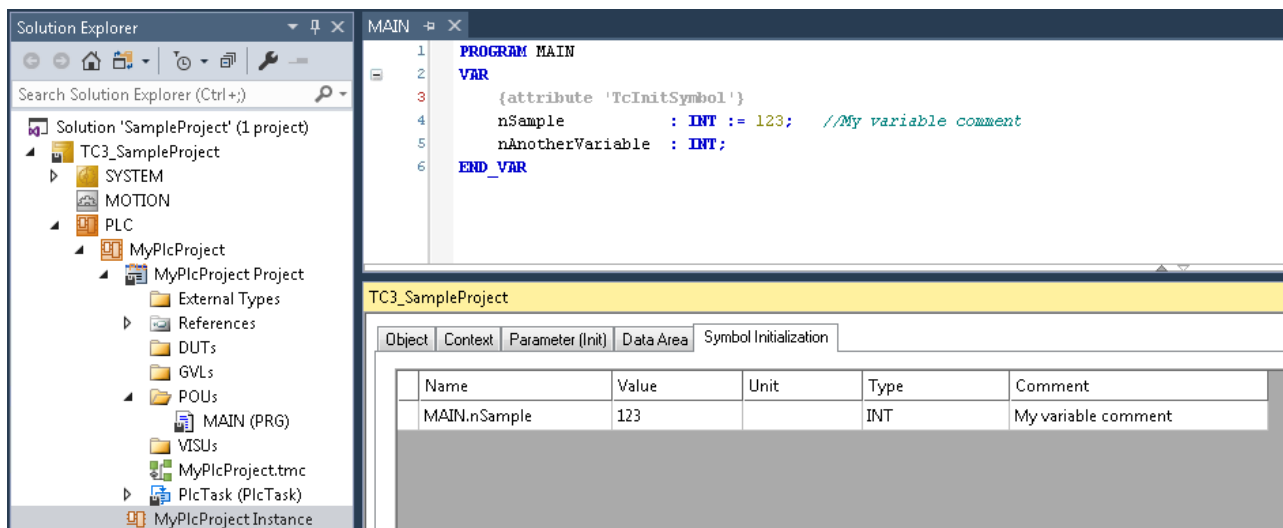 Solution Explorer
Search Solution Explorer (Ctrl+;)
Solution 'SampleProject' (1 project)
TC3_SampleProject
SYSTEM
MOTION
PLC
MyPlcProject
MyPlcProject Project
External Types
References
DUTs
GVLs
POUs
MAIN (PRG)
VISUs
MyPlcProject.tmc
PlcTask (PlcTask)
MyPlcProject Instance
MAIN
1 PROGRAM MAIN
2 VAR
3 {attribute 'TcInitSymbol'}
4 nSample : INT := 123; //My variable comment
5 nAnotherVariable : INT;
6 END_VAR
TC3_SampleProject
Object Context Parameter (Init) Data Area Symbol Initialization
Name Value Unit Type Comment
MAIN.nSample 123 INT My variable comment